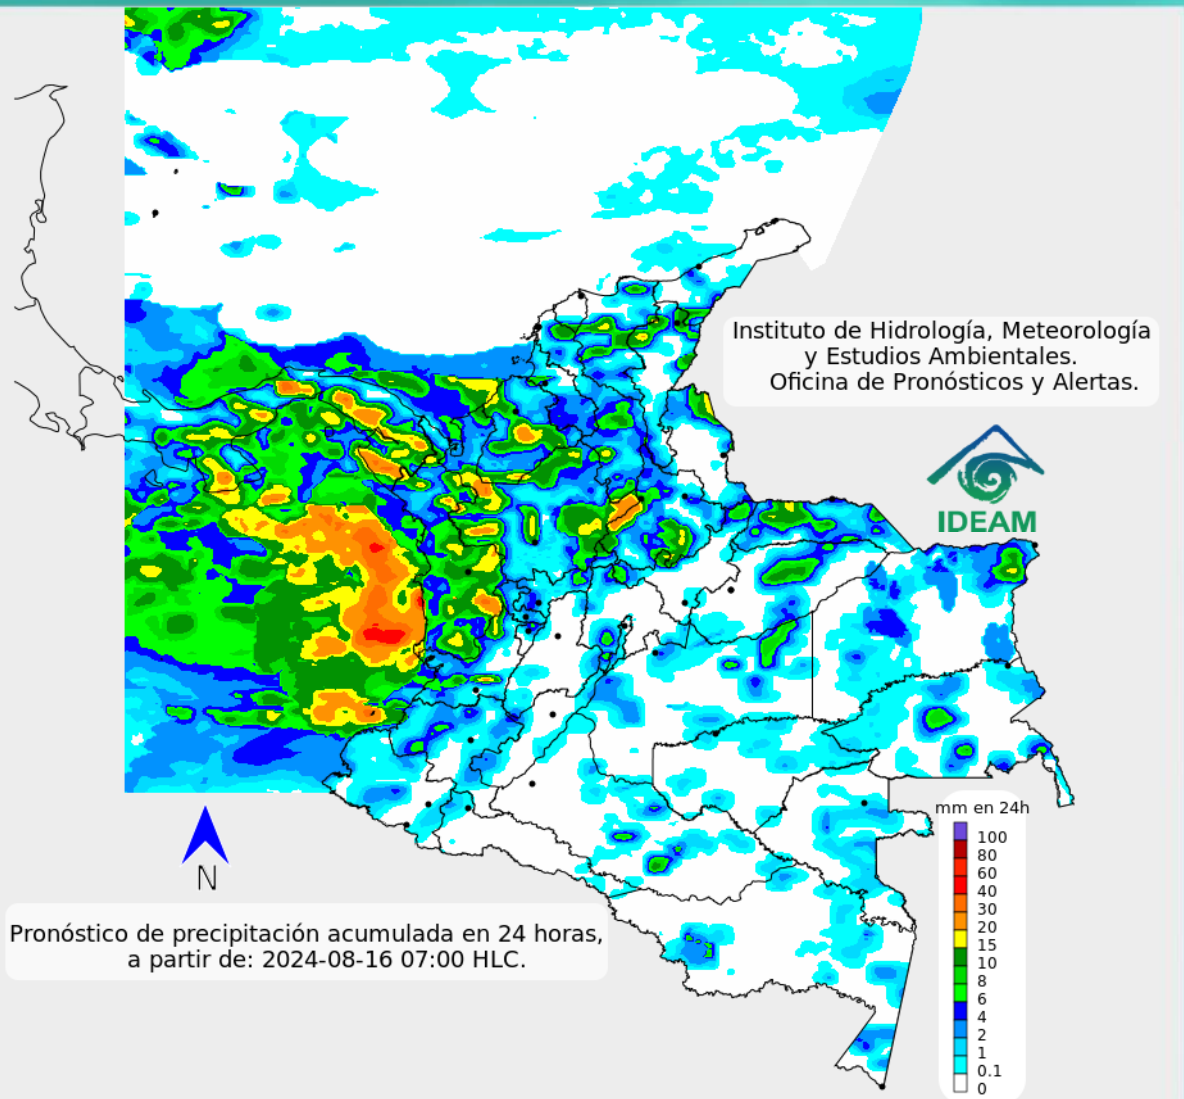 Instituto de Hidrología, Meteorología
y Estudios Ambientales.
Oficina de Pronósticos y Alertas.
IDEAM
mm en 24h
100
80
60
40
30
20
15
10
8
6
4
2
1
0.1
0
N
Pronóstico de precipitación acumulada en 24 horas,
a partir de: 2024-08-16 07:00 HLC.